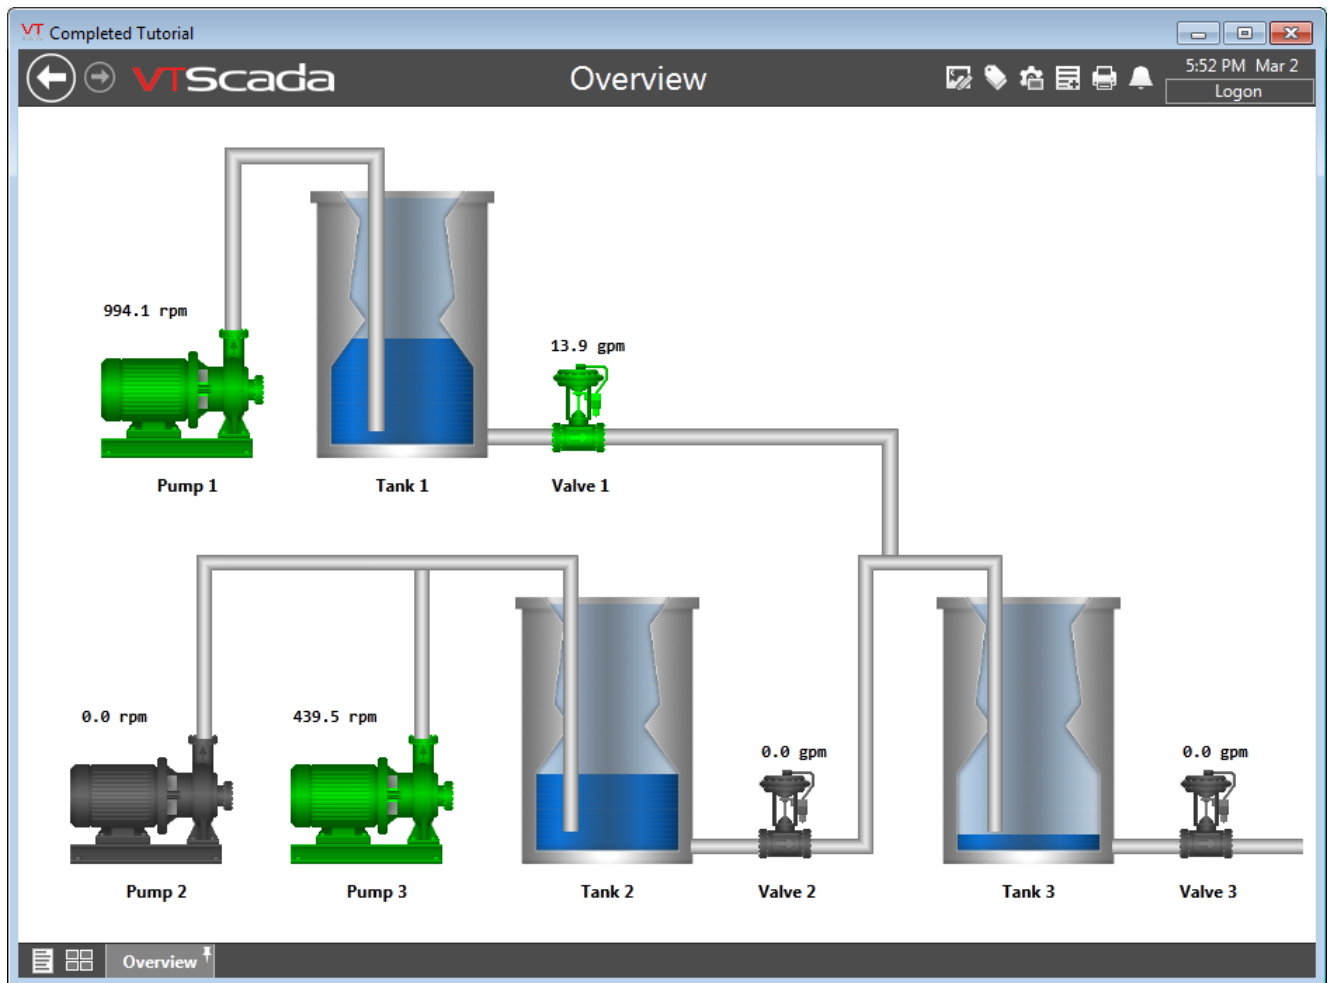 VT Completed Tutorial
VTScada
Overview
5:52 PM Mar 2
Logon
994.1 rpm
13.9 gpm
Pump 1
Tank 1
Valve 1
0.0 rpm
439.5 rpm
0.0 gpm
0.0 gpm
Pump 2
Pump 3
Tank 2
Valve 2
Tank 3
Valve 3
Overview